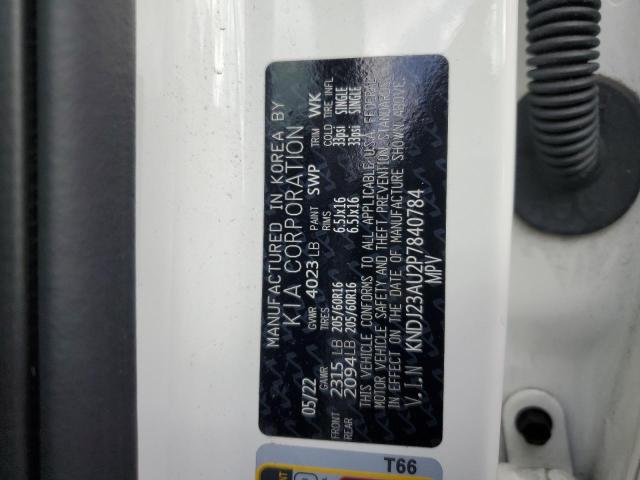 MANUFACTURED IN KOREA BY
KIA CORPORATION
05/22 GVWR 4023 LB PAINT SWP TRIM WK
GAWR TIRES RIMS COLD TIRE INFL
FRONT 2315 LB 205/60R16 6.5Jx16 33psi SINGLE
REAR 2094 LB 205/60R16 6.5Jx16 33psi SINGLE
THIS VEHICLE CONFORMS TO ALL APPLICABLE U.S.A. FEDERAL
MOTOR VEHICLE SAFETY AND THEFT PREVENTION STANDARDS
EFFECT ON THE DATE OF MANUFACTURE SHOWN ABOVE
V.I.N KNDJ23AU2P7840784
MPV
T66